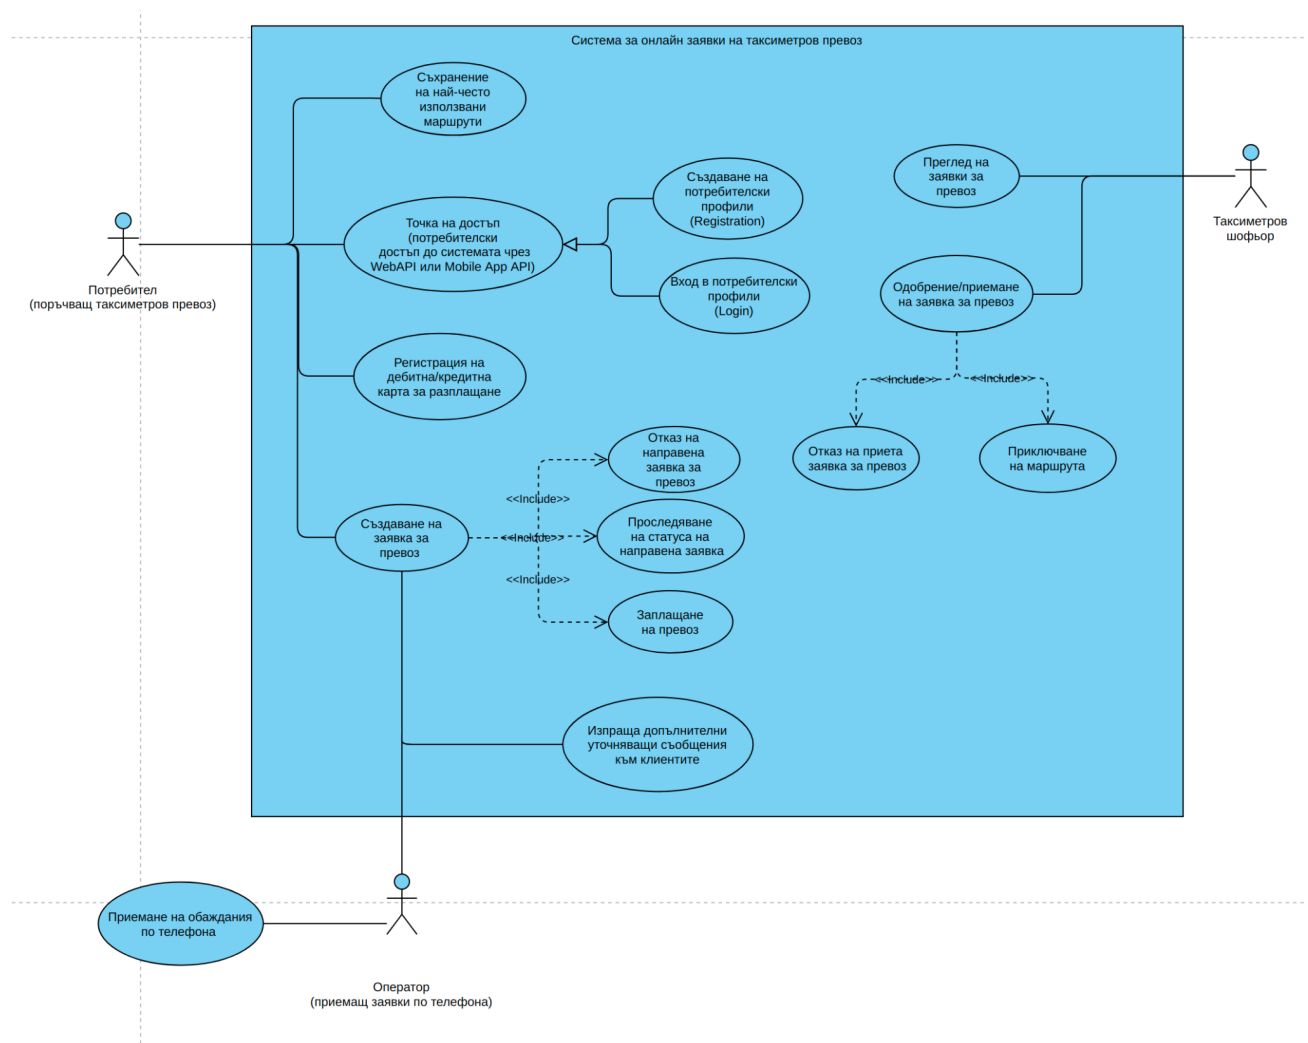 Система за онлайн заявки на таксиметров превоз
Съхранение
на най-често
използвани
маршрути
Създаване на
потребителски
профили
(Registration)
Преглед на
заявки за
превоз
Таксиметров
шофьор
Точка на достъп
(потребителски
достъп до системата чрез
WebAPI или Mobile App API)
Потребител
(поръчващ таксиметров превоз)
Вход в потребителски
профили
(Login)
Одобрение/приемане
на заявка за превоз
Регистрация на
дебитна/кредитна
карта за разплащане
<<Include>>
<<Include>>
Отказ на
направена
заявка за
превоз
Отказ на приета
заявка за превоз
Приключване
на маршрута
<<Include>>
Създаване на
заявка за
превоз
<<Include>>
Проследяване
на статуса на
направена заявка
<<Include>>
Заплащане
на превоз
Изпраща допълнителни
уточняващи съобщения
към клиентите
Приемане на обаждания
по телефона
Оператор
(приемащ заявки по телефона)